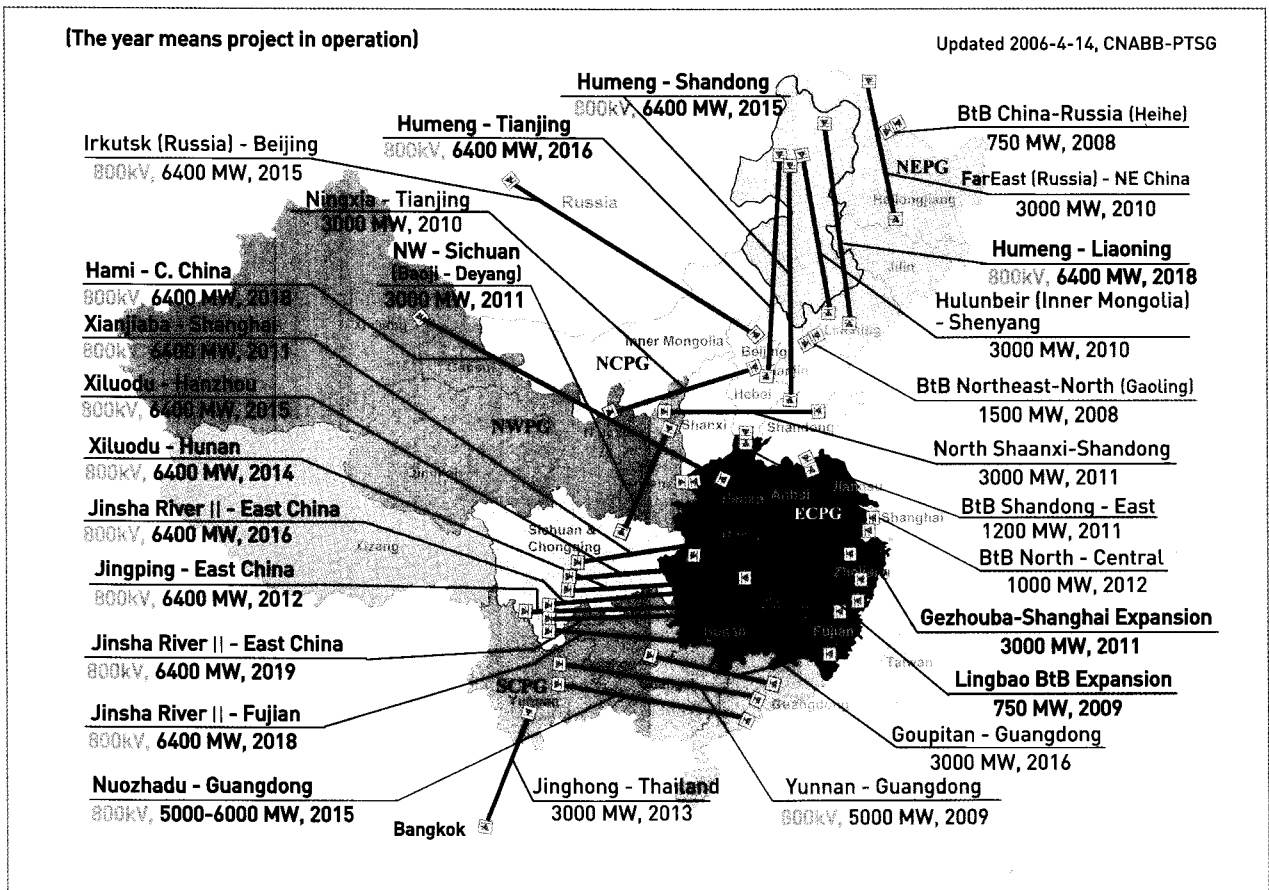 (The year means project in operation)
Updated 2006-4-14, CNABB-PTSG
Humeng - Shandong
800kV, 6400 MW, 2015
Humeng - Tianjing
800kV, 6400 MW, 2016
Irkutsk (Russia) - Beijing
800kV, 6400 MW, 2015
Ningxia - Tianjing
3000 MW, 2010
NW - Sichuan
(Baoji - Deyang)
3000 MW, 2011
Hami - C. China
800kV, 6400 MW, 2018
Xianjiaba - Shanghai
800kV, 6400 MW, 2011
Xiluodu - Hanzhou
800kV, 6400 MW, 2015
Xiluodu - Hunan
800kV, 6400 MW, 2014
Jinsha River || - East China
800kV, 6400 MW, 2016
Jingping - East China
800kV, 6400 MW, 2012
Jinsha River || - East China
800kV, 6400 MW, 2019
Jinsha River || - Fujian
800kV, 6400 MW, 2018
Nuozhadu - Guangdong
800kV, 5000-6000 MW, 2015
Bangkok
Jinghong - Thailand
3000 MW, 2013
Yunnan - Guangdong
800kV, 5000 MW, 2009
Goupitan - Guangdong
3000 MW, 2016
Lingbao BtB Expansion
750 MW, 2009
Gezhouba-Shanghai Expansion
3000 MW, 2011
BtB North - Central
1000 MW, 2012
BtB Shandong - East
1200 MW, 2011
North Shaanxi-Shandong
3000 MW, 2011
BtB Northeast-North (Gaoling)
1500 MW, 2008
Hulunbeir (Inner Mongolia)
- Shenyang
3000 MW, 2010
Humeng - Liaoning
800kV, 6400 MW, 2018
FarEast (Russia) - NE China
3000 MW, 2010
BtB China-Russia (Heihe)
750 MW, 2008
NEPG
NCPG
NWPG
ECPG
SCPG
Russia
Jilin
Inner Mongolia
Beijing
Hebei
Shanxi
Shandong
Shanghai
Sichuan &
Chongqing
Xizang
Fujian
Taiwan
Yunnan
Guangdong